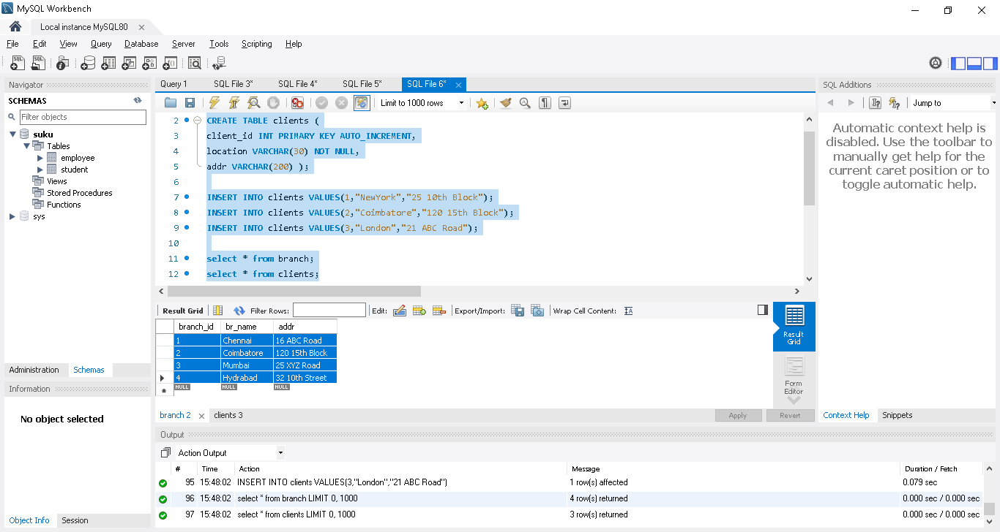 MySQL Workbench
Local instance MySQL80
File Edit View Query Database Server Tools Scripting Help
Navigator
SCHEMAS
Filter objects
suku
Tables
employee
student
Views
Stored Procedures
Functions
sys
Administration Schemas
Information
No object selected
Object Info Session
Query 1 SQL File 3* SQL File 4* SQL File 5* SQL File 6*
Limit to 1000 rows
2 CREATE TABLE clients (
3 client_id INT PRIMARY KEY AUTO_INCREMENT,
4 location VARCHAR(30) NOT NULL,
5 addr VARCHAR(200) );
6
7 INSERT INTO clients VALUES(1,"NewYork","25 10th Block");
8 INSERT INTO clients VALUES(2,"Coimbatore","120 15th Block");
9 INSERT INTO clients VALUES(3,"London","21 ABC Road");
10
11 select * from branch;
12 select * from clients;
Result Grid Filter Rows: Edit: Export/Import: Wrap Cell Content:
branch_id br_name addr
1 Chennai 16 ABC Road
2 Coimbatore 120 15th Block
3 Mumbai 25 XYZ Road
4 Hydrabad 32 10th Street
NULL NULL NULL
Result
Grid
Form
Editor
branch 2 clients 3
Apply Revert
Output
Action Output
# Time Action Message Duration / Fetch
95 15:48:02 INSERT INTO clients VALUES(3,"London","21 ABC Road") 1 row(s) affected 0.079 sec
96 15:48:02 select * from branch LIMIT 0, 1000 4 row(s) returned 0.000 sec / 0.000 sec
97 15:48:02 select * from clients LIMIT 0, 1000 3 row(s) returned 0.000 sec / 0.000 sec
SQL Additions
Jump to
Automatic context help is
disabled. Use the toolbar to
manually get help for the
current caret position or to
toggle automatic help.
Context Help Snippets